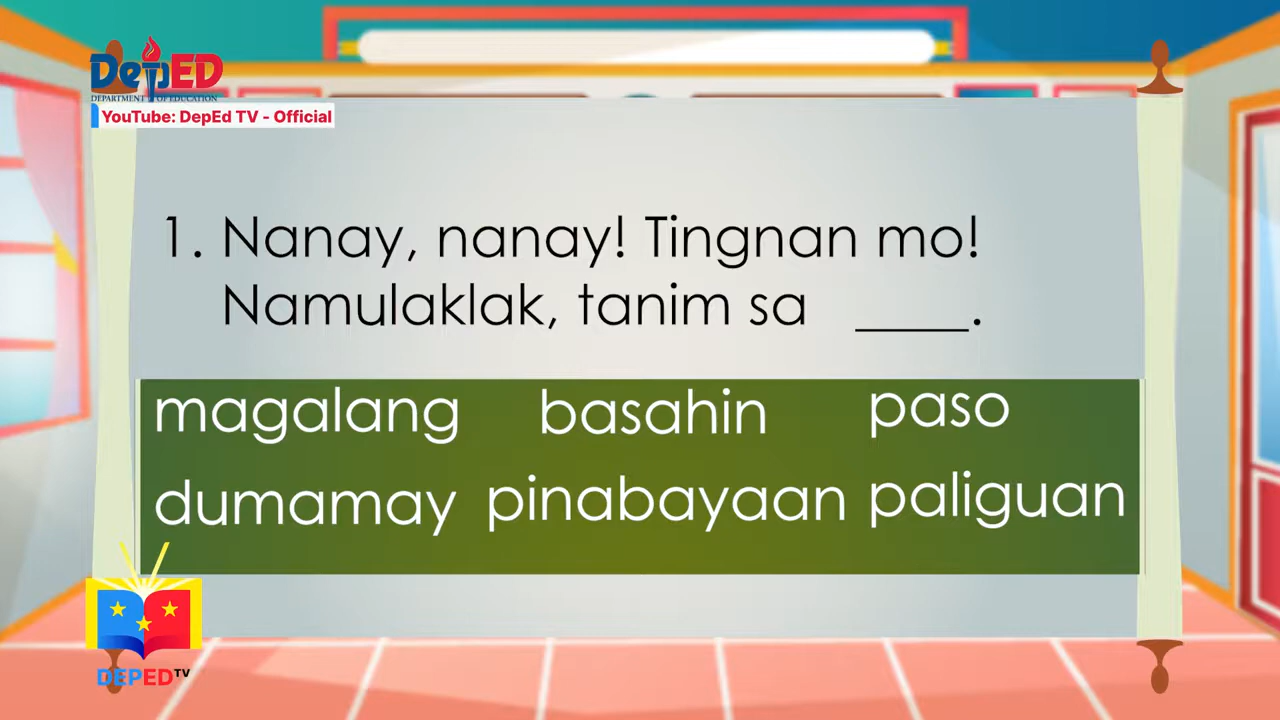 DepED
DEPARTMENT OF EDUCATION
YouTube: DepEd TV - Official
1. Nanay, nanay! Tingnan mo!
Namulaklak, tanim sa ____.
magalang basahin paso
dumamay pinabayaan paliguan
DEPED TV